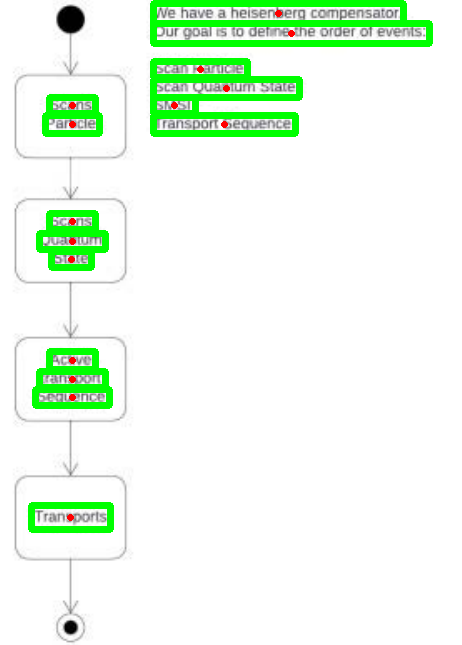 We have a heisenberg compensator
Our goal is to define the order of events:
Scan Particle
Scan Quantum State
Transport Sequence
Scans
Particle
Scans
Quantum
State
Active
transport
Sequence
Transports